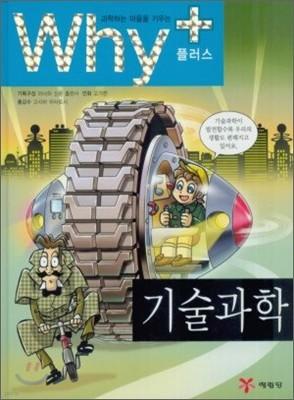 과학하는 마음을 키우는
Why+
플러스
기술과학이
발전할수록 우리의
생활도 편해지고
있어요.
기술과학
예림당